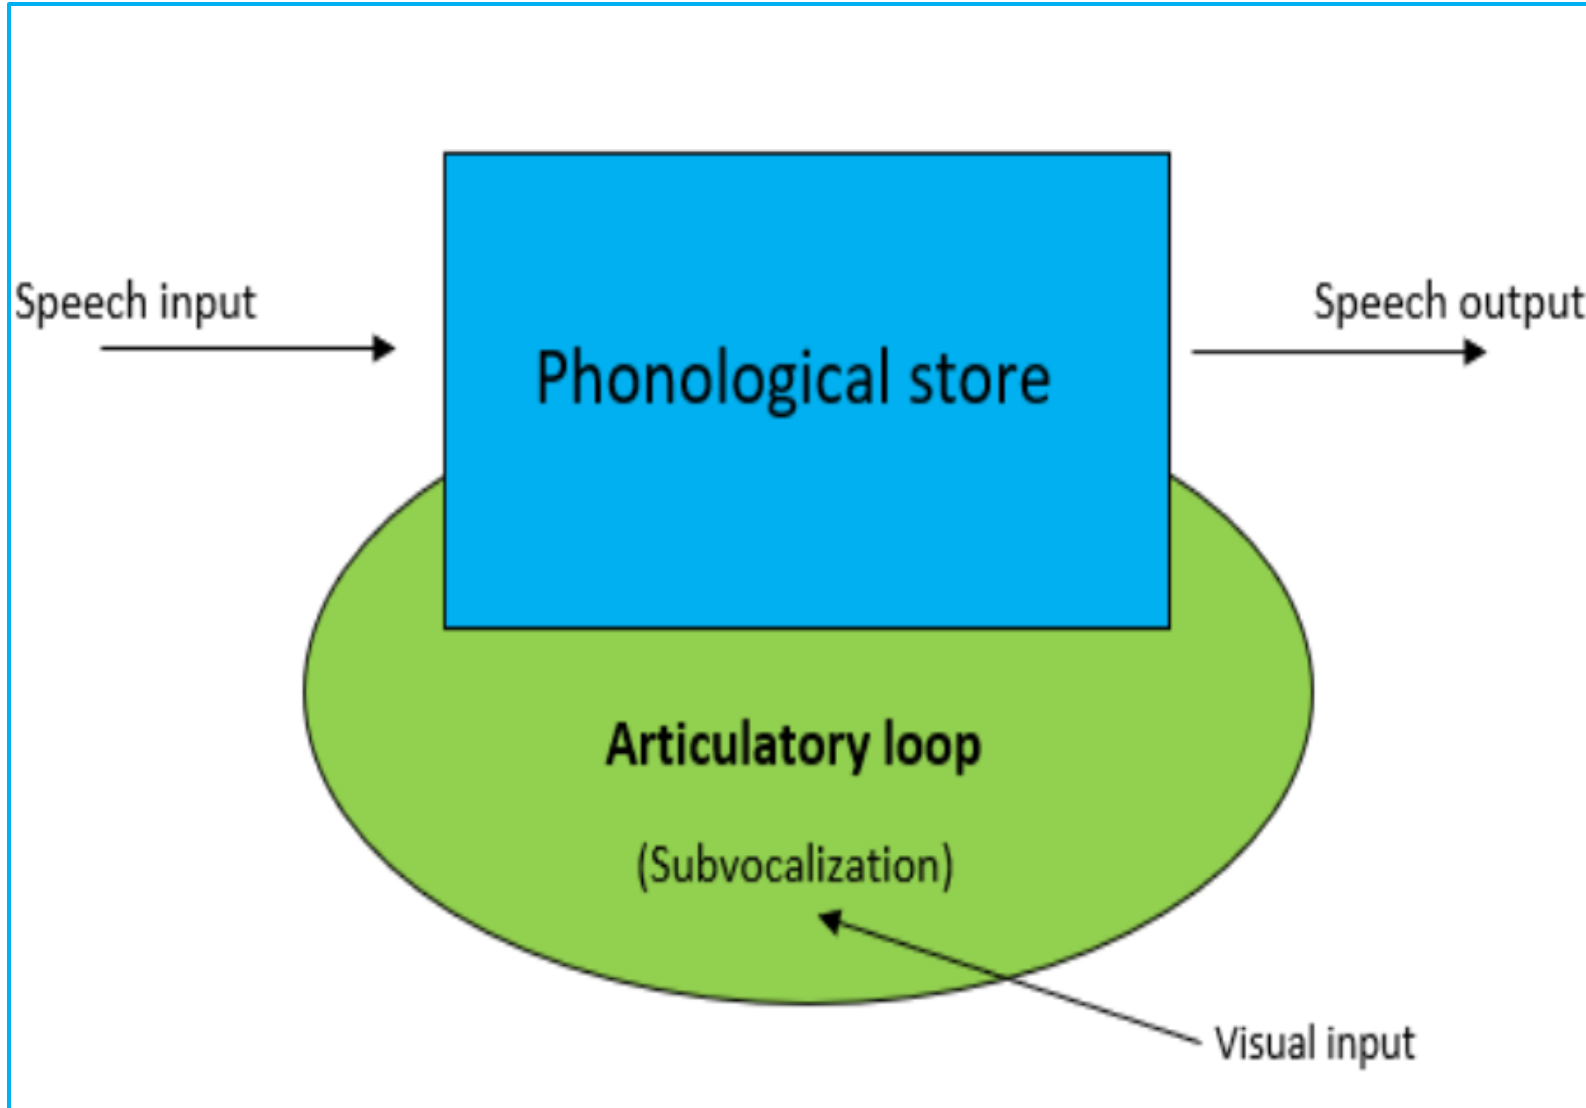 Speech input
Speech output
Phonological store
Articulatory loop
(Subvocalization)
Visual input